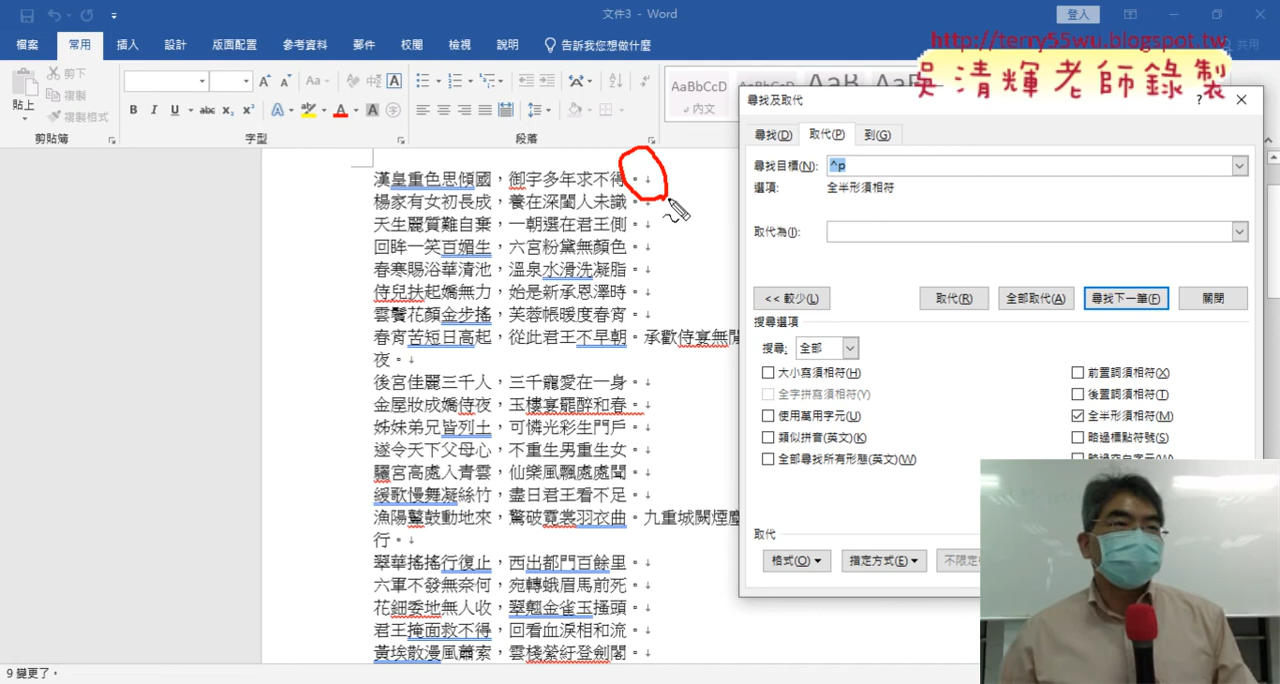 文件3 - Word
登入
檔案 常用 插入 設計 版面配置 參考資料 郵件 校閱 檢視 說明 告訴我您想做什麼 共用
http://terry55wu.blogspot.tw
吳清輝老師錄製
貼上
剪下
複製
複製格式
剪貼簿
字型
段落
AaBbCcD
內文
尋找及取代
尋找(D) 取代(P) 到(G)
尋找目標(N): ^p
選項: 全半形須相符
取代為(I):
<< 較少(L) 取代(R) 全部取代(A) 尋找下一筆(F) 關閉
搜尋選項
搜尋: 全部
大小寫須相符(H)
全字拼寫須相符(Y)
使用萬用字元(U)
類似拼音(英文)(K)
全部尋找所有形態(英文)(W)
前置詞須相符(X)
後置詞須相符(T)
全半形須相符(M)
略過標點符號(S)
取代
格式(O) 指定方式(E)
漢皇重色思傾國，御宇多年求不得。↓
楊家有女初長成，養在深閨人未識。↓
天生麗質難自棄，一朝選在君王側。↓
回眸一笑百媚生，六宮粉黛無顏色。↓
春寒賜浴華清池，溫泉水滑洗凝脂。↓
侍兒扶起嬌無力，始是新承恩澤時。↓
雲鬢花顏金步搖，芙蓉帳暖度春宵。↓
春宵苦短日高起，從此君王不早朝。承歡侍宴無閒
夜。↓
後宮佳麗三千人，三千寵愛在一身。↓
金屋妝成嬌侍夜，玉樓宴罷醉和春。↓
姊妹弟兄皆列土，可憐光彩生門戶。↓
遂令天下父母心，不重生男重生女。↓
驪宮高處入青雲，仙樂風飄處處聞。↓
緩歌慢舞凝絲竹，盡日君王看不足。↓
漁陽鼙鼓動地來，驚破霓裳羽衣曲。九重城闕煙塵
行。↓
翠華搖搖行復止，西出都門百餘里。↓
六軍不發無奈何，宛轉蛾眉馬前死。↓
花鈿委地無人收，翠翹金雀玉搔頭。↓
君王掩面救不得，回看血淚相和流。↓
黃埃散漫風蕭索，雲棧縈紆登劍閣。↓
9 變更了。